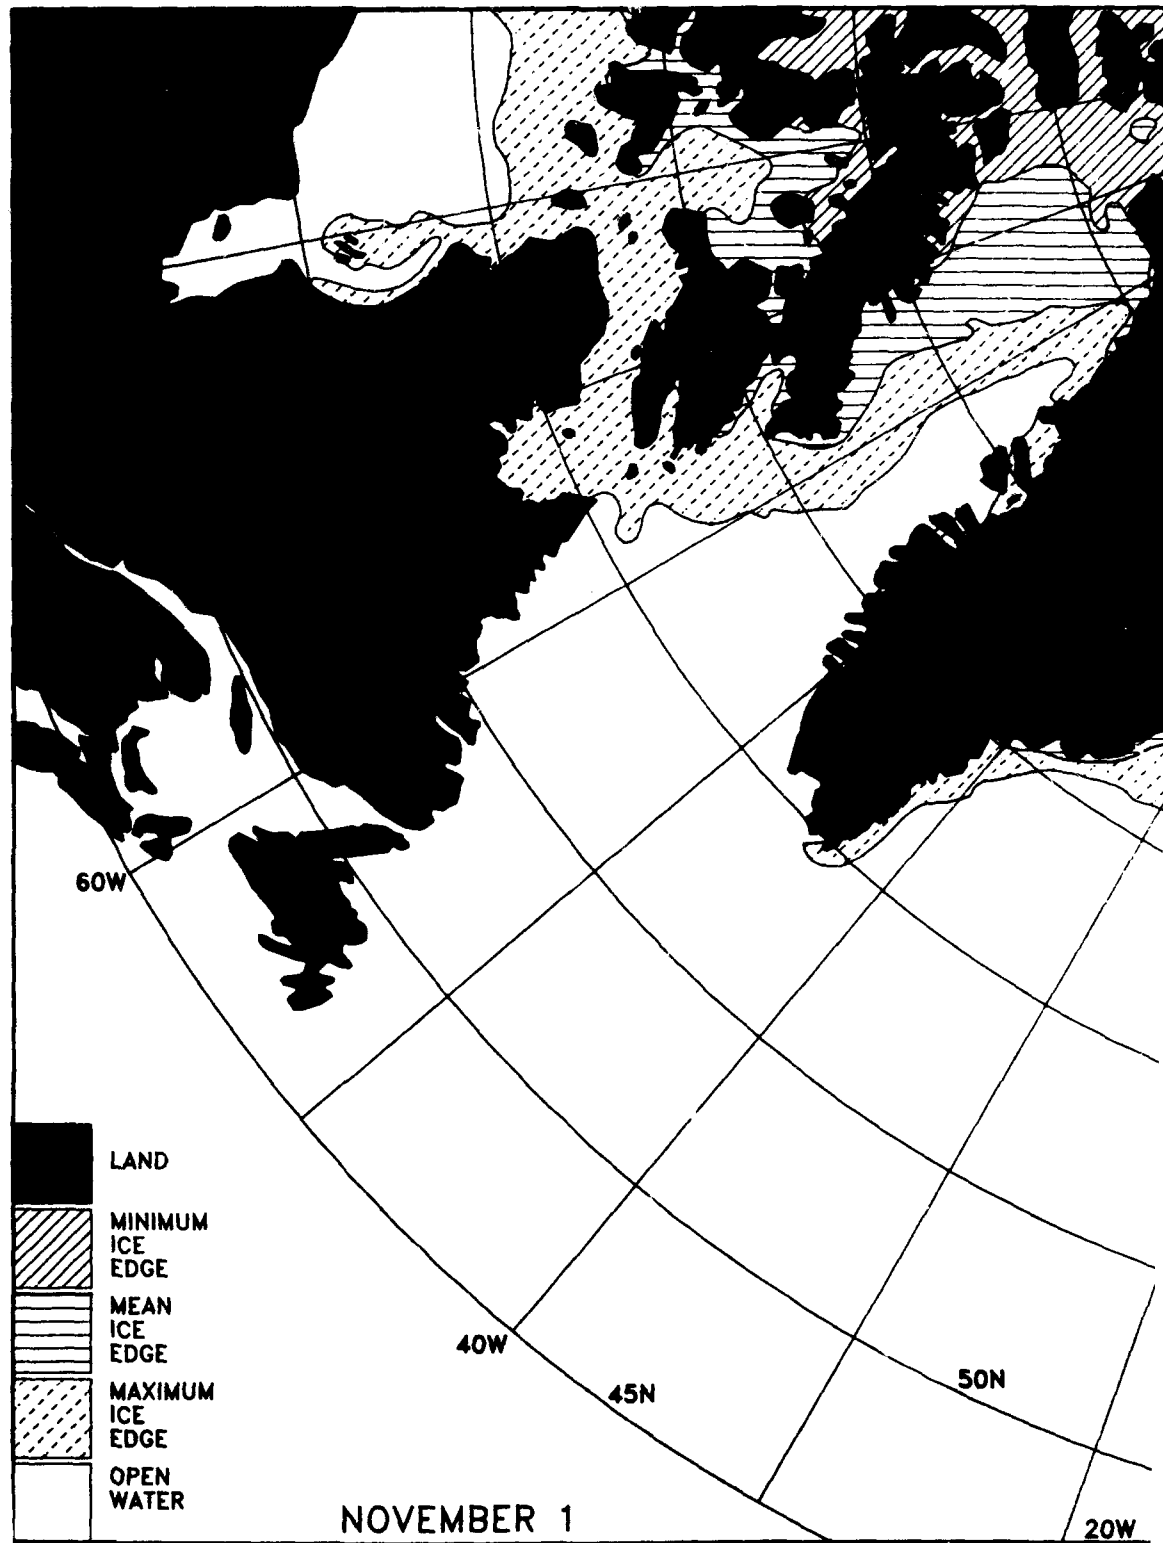 60W
LAND
MINIMUM
ICE
EDGE
MEAN
ICE
EDGE
MAXIMUM
ICE
EDGE
OPEN
WATER
40W
45N
50N
NOVEMBER 1
20W